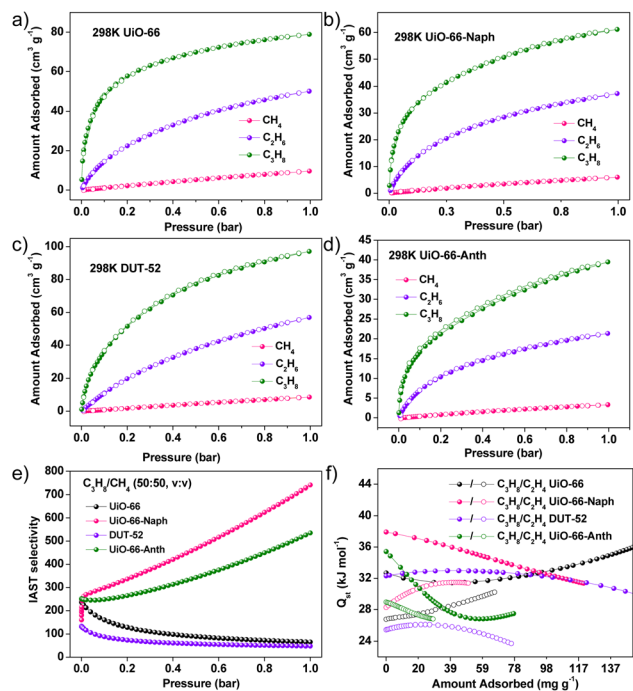 a)
298K UiO-66
CH4
C2H6
C3H8
Amount Adsorbed (cm3 g-1)
80
60
40
20
0
0.0 0.2 0.4 0.6 0.8 1.0
Pressure (bar)
b)
298K UiO-66-Naph
CH4
C2H6
C3H8
Amount Adsorbed (cm3 g-1)
60
50
40
30
20
10
0
0.0 0.3 0.5 0.8 1.0
Pressure (bar)
c)
298K DUT-52
CH4
C2H6
C3H8
Amount Adsorbed (cm3 g-1)
100
80
60
40
20
0
0.0 0.2 0.4 0.6 0.8 1.0
Pressure (bar)
d)
298K UiO-66-Anth
CH4
C2H6
C3H8
Amount Adsorbed (cm3 g-1)
45
40
35
30
25
20
15
10
5
0
0.0 0.2 0.4 0.6 0.8 1.0
Pressure (bar)
e)
C3H8/CH4 (50:50, v:v)
UiO-66
UiO-66-Naph
DUT-52
UiO-66-Anth
IAST selectivity
800
700
600
500
400
300
200
100
0
0.0 0.2 0.4 0.6 0.8 1.0
Pressure (bar)
f)
/ C3H8/C2H4 UiO-66
/ C3H8/C2H4 UiO-66-Naph
/ C3H8/C2H4 DUT-52
/ C3H8/C2H4 UiO-66-Anth
Qst (kJ mol-1)
44
40
36
32
28
24
0 20 39 59 78 98 117 137
Amount Adsorbed (mg g-1)